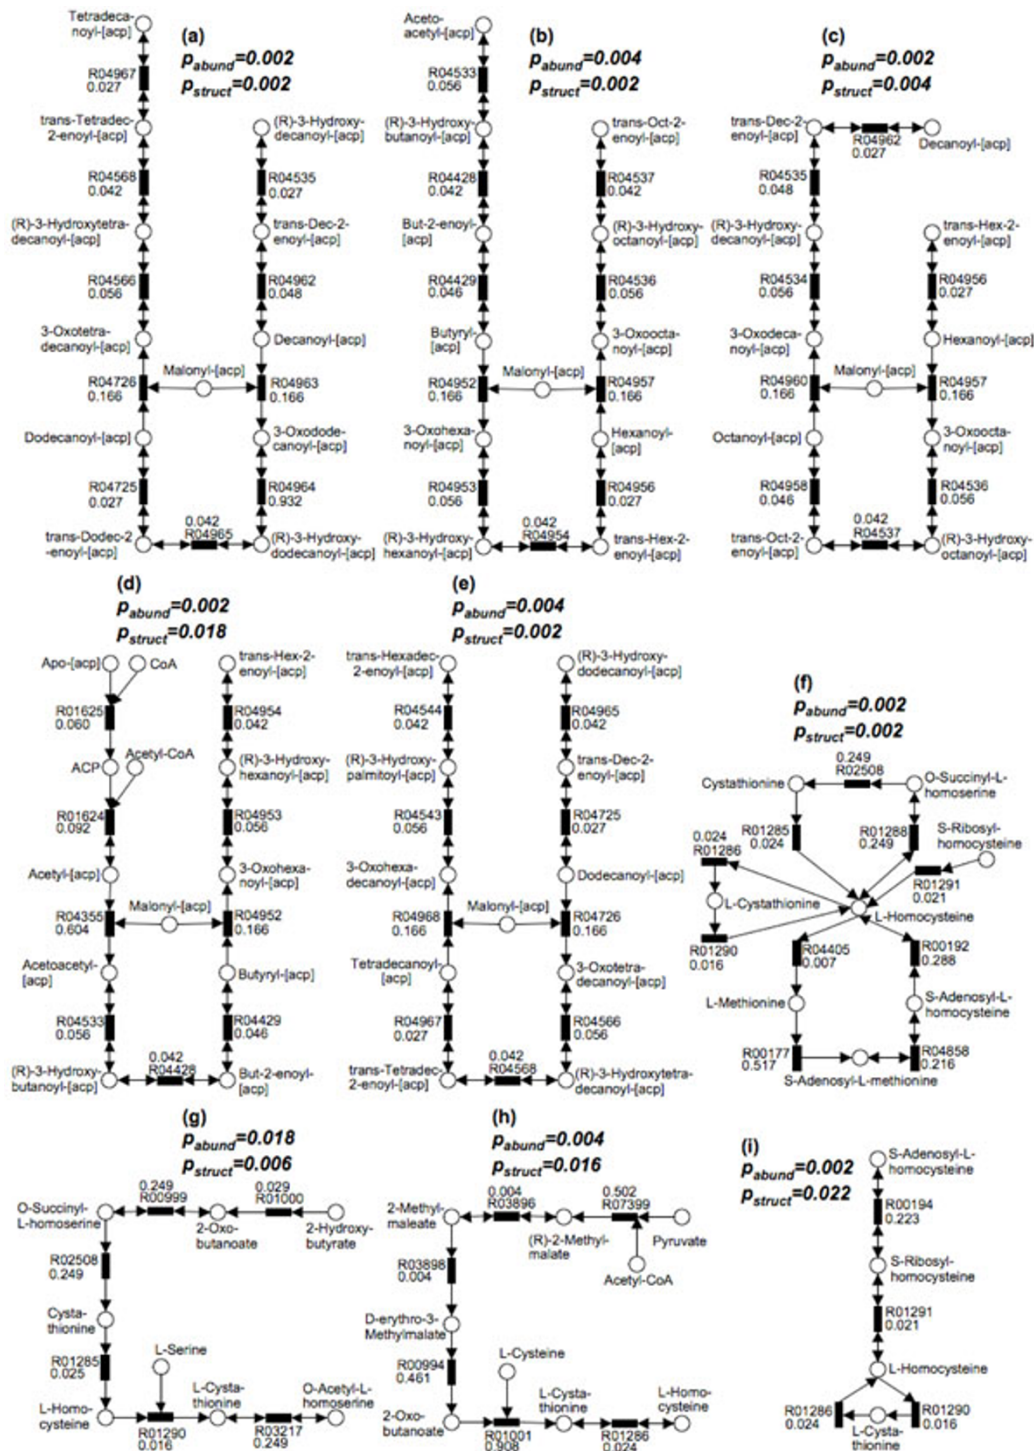 (a)
p_abund=0.002
p_struct=0.002
Tetradeca-
noyl-[acp]
R04967
0.027
trans-Tetradec-
2-enoyl-[acp]
R04568
0.042
(R)-3-Hydroxytetra-
decanoyl-[acp]
R04566
0.056
3-Oxotetra-
decanoyl-[acp]
R04726
0.166
Dodecanoyl-[acp]
R04725
0.027
trans-Dodec-2
-enoyl-[acp]
0.042
R04965
(R)-3-Hydroxy-
decanoyl-[acp]
R04535
0.027
trans-Dec-2-
enoyl-[acp]
R04962
0.048
Decanoyl-[acp]
Malonyl-[acp]
R04963
0.166
3-Oxodode-
canoyl-[acp]
R04964
0.932
(R)-3-Hydroxy-
dodecanoyl-[acp]
(b)
p_abund=0.004
p_struct=0.002
Aceto-
acetyl-[acp]
R04533
0.056
(R)-3-Hydroxy-
butanoyl-[acp]
R04428
0.042
But-2-enoyl-
[acp]
R04429
0.046
Butyryl-
[acp]
R04952
0.166
3-Oxohexa-
noyl-[acp]
R04953
0.056
(R)-3-Hydroxy-
hexanoyl-[acp]
0.042
R04954
trans-Oct-2-
enoyl-[acp]
R04537
0.042
(R)-3-Hydroxy-
octanoyl-[acp]
R04536
0.056
3-Oxoocta-
noyl-[acp]
Malonyl-[acp]
R04957
0.166
Hexanoyl-
[acp]
R04956
0.027
trans-Hex-2-
enoyl-[acp]
(c)
p_abund=0.002
p_struct=0.004
trans-Dec-2-
enoyl-[acp]
R04962
0.027
Decanoyl-[acp]
R04535
0.048
(R)-3-Hydroxy-
decanoyl-[acp]
R04534
0.056
3-Oxodeca-
noyl-[acp]
R04960
0.166
Octanoyl-[acp]
R04958
0.046
trans-Oct-2-
enoyl-[acp]
0.042
R04537
trans-Hex-2-
enoyl-[acp]
R04956
0.027
Hexanoyl-[acp]
Malonyl-[acp]
R04957
0.166
3-Oxoocta-
noyl-[acp]
R04536
0.056
(R)-3-Hydroxy-
octanoyl-[acp]
(d)
p_abund=0.002
p_struct=0.018
Apo-[acp]
CoA
R01625
0.060
ACP
Acetyl-CoA
R01624
0.092
Acetyl-[acp]
R04355
0.604
Acetoacetyl-
[acp]
R04533
0.056
(R)-3-Hydroxy-
butanoyl-[acp]
0.042
R04428
trans-Hex-2-
enoyl-[acp]
R04954
0.042
(R)-3-Hydroxy-
hexanoyl-[acp]
R04953
0.056
3-Oxohexa-
noyl-[acp]
Malonyl-[acp]
R04952
0.166
Butyryl-[acp]
R04429
0.046
But-2-enoyl-
[acp]
(e)
p_abund=0.004
p_struct=0.002
trans-Hexadec-
2-enoyl-[acp]
R04544
0.042
(R)-3-Hydroxy-
palmitoyl-[acp]
R04543
0.056
3-Oxohexa-
decanoyl-[acp]
R04968
0.166
Tetradecanoyl-
[acp]
R04967
0.027
trans-Tetradec-
2-enoyl-[acp]
0.042
R04568
(R)-3-Hydroxy-
dodecanoyl-[acp]
R04965
0.042
trans-Dec-2-
enoyl-[acp]
R04725
0.027
Dodecanoyl-[acp]
Malonyl-[acp]
R04726
0.166
3-Oxotetra-
decanoyl-[acp]
R04566
0.056
(R)-3-Hydroxytetra-
decanoyl-[acp]
(f)
p_abund=0.002
p_struct=0.002
0.249
R02508
Cystathionine
O-Succinyl-L-
homoserine
R01285
0.024
R01288
0.249
S-Ribosyl-
homocysteine
0.024
R01286
R01291
0.021
L-Cystathionine
L-Homocysteine
R01290
0.016
R04405
0.007
R00192
0.288
L-Methionine
S-Adenosyl-L-
homocysteine
R00177
0.517
R04858
0.216
S-Adenosyl-L-methionine
(g)
p_abund=0.018
p_struct=0.006
O-Succinyl-
L-homoserine
0.249
R00999
0.029
R01000
2-Oxo-
butanoate
2-Hydroxy-
butyrate
R02508
0.249
Cysta-
thionine
R01285
0.025
L-Serine
L-Homo-
cysteine
R01290
0.016
L-Cysta-
thionine
R03217
0.249
O-Acetyl-L-
homoserine
(h)
p_abund=0.004
p_struct=0.016
2-Methyl-
maleate
0.004
R03896
0.502
R07399
(R)-2-Methyl-
malate
Pyruvate
Acetyl-CoA
R03898
0.004
D-erythro-3-
Methylmalate
R00994
0.461
L-Cysteine
2-Oxo-
butanoate
R01001
0.908
L-Cysta-
thionine
R01286
0.024
L-Homo-
cysteine
(i)
p_abund=0.002
p_struct=0.022
S-Adenosyl-L-
homocysteine
R00194
0.223
S-Ribosyl-
homocysteine
R01291
0.021
L-Homocysteine
R01286
0.024
R01290
0.016
L-Cysta-
thionine